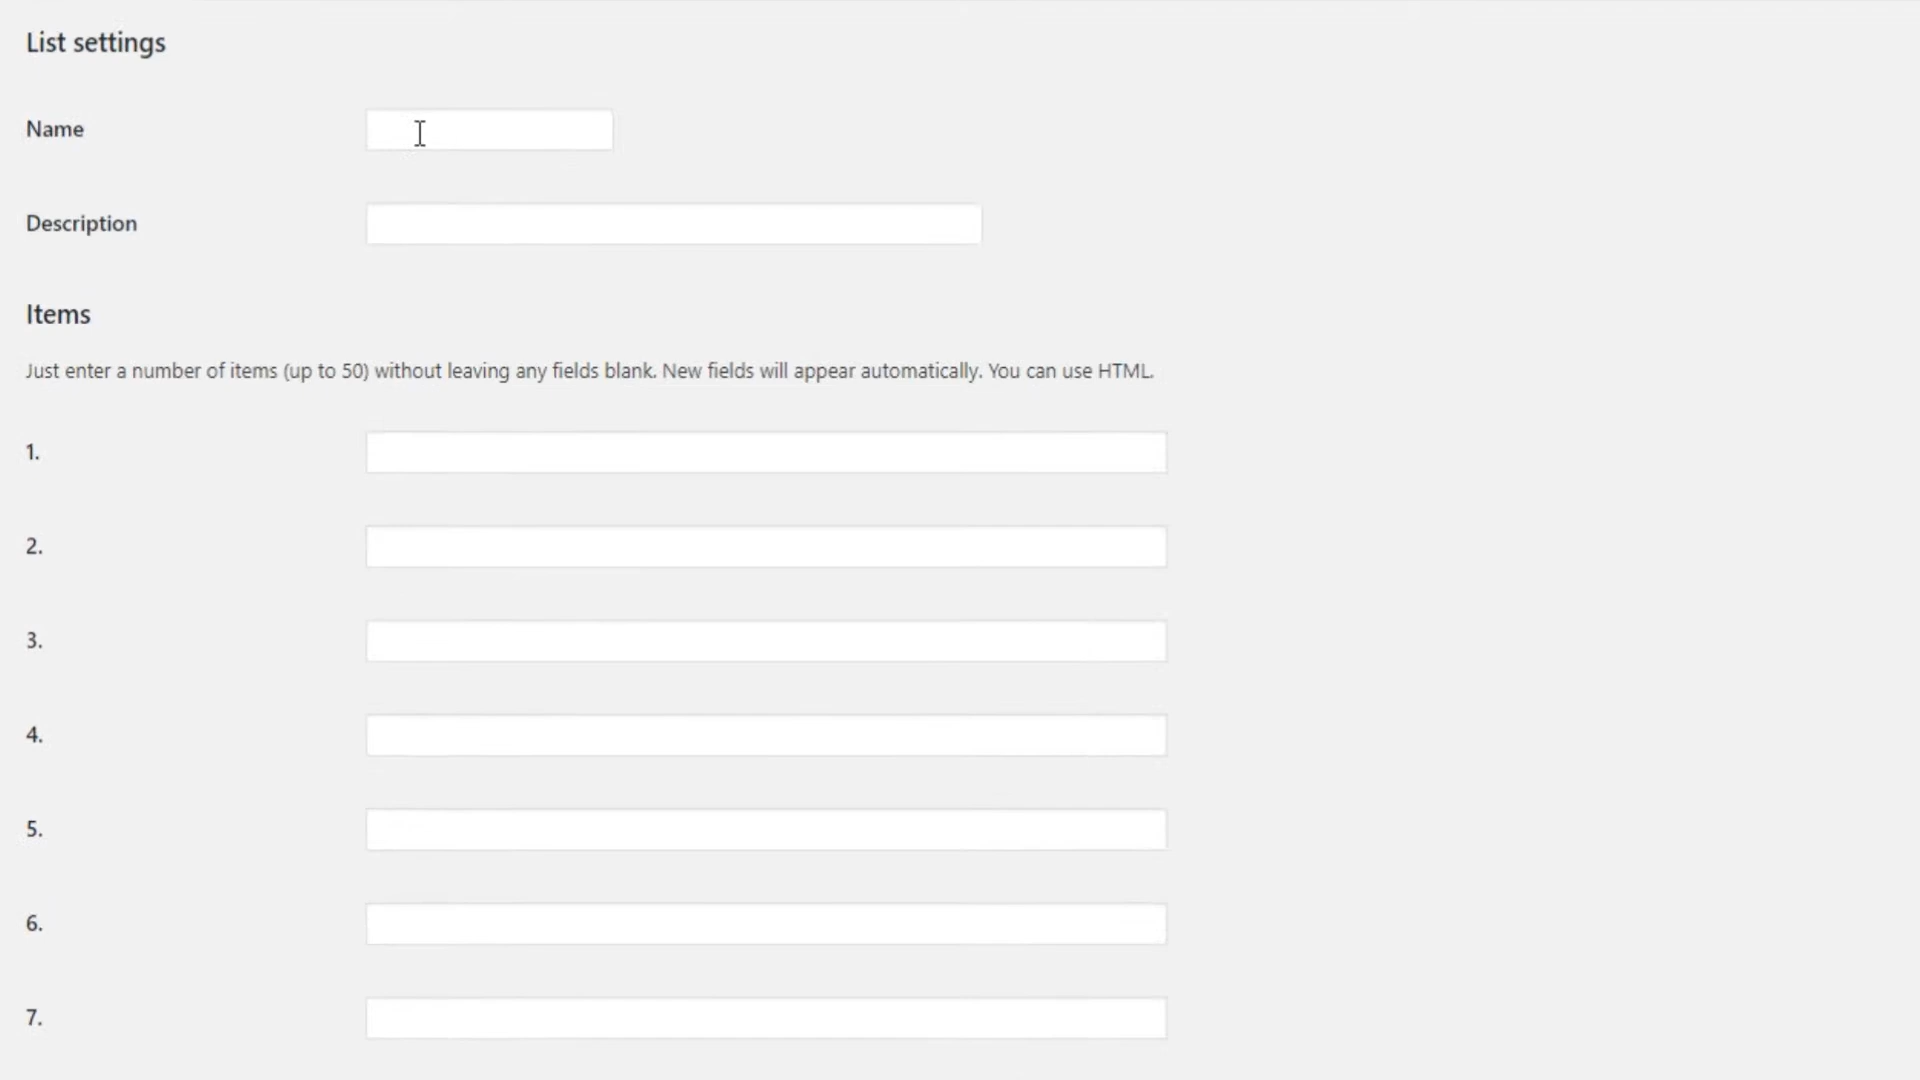 List settings
Name
Description
Items
Just enter a number of items (up to 50) without leaving any fields blank. New fields will appear automatically. You can use HTML.
1.
2.
3.
4.
5.
6.
7.